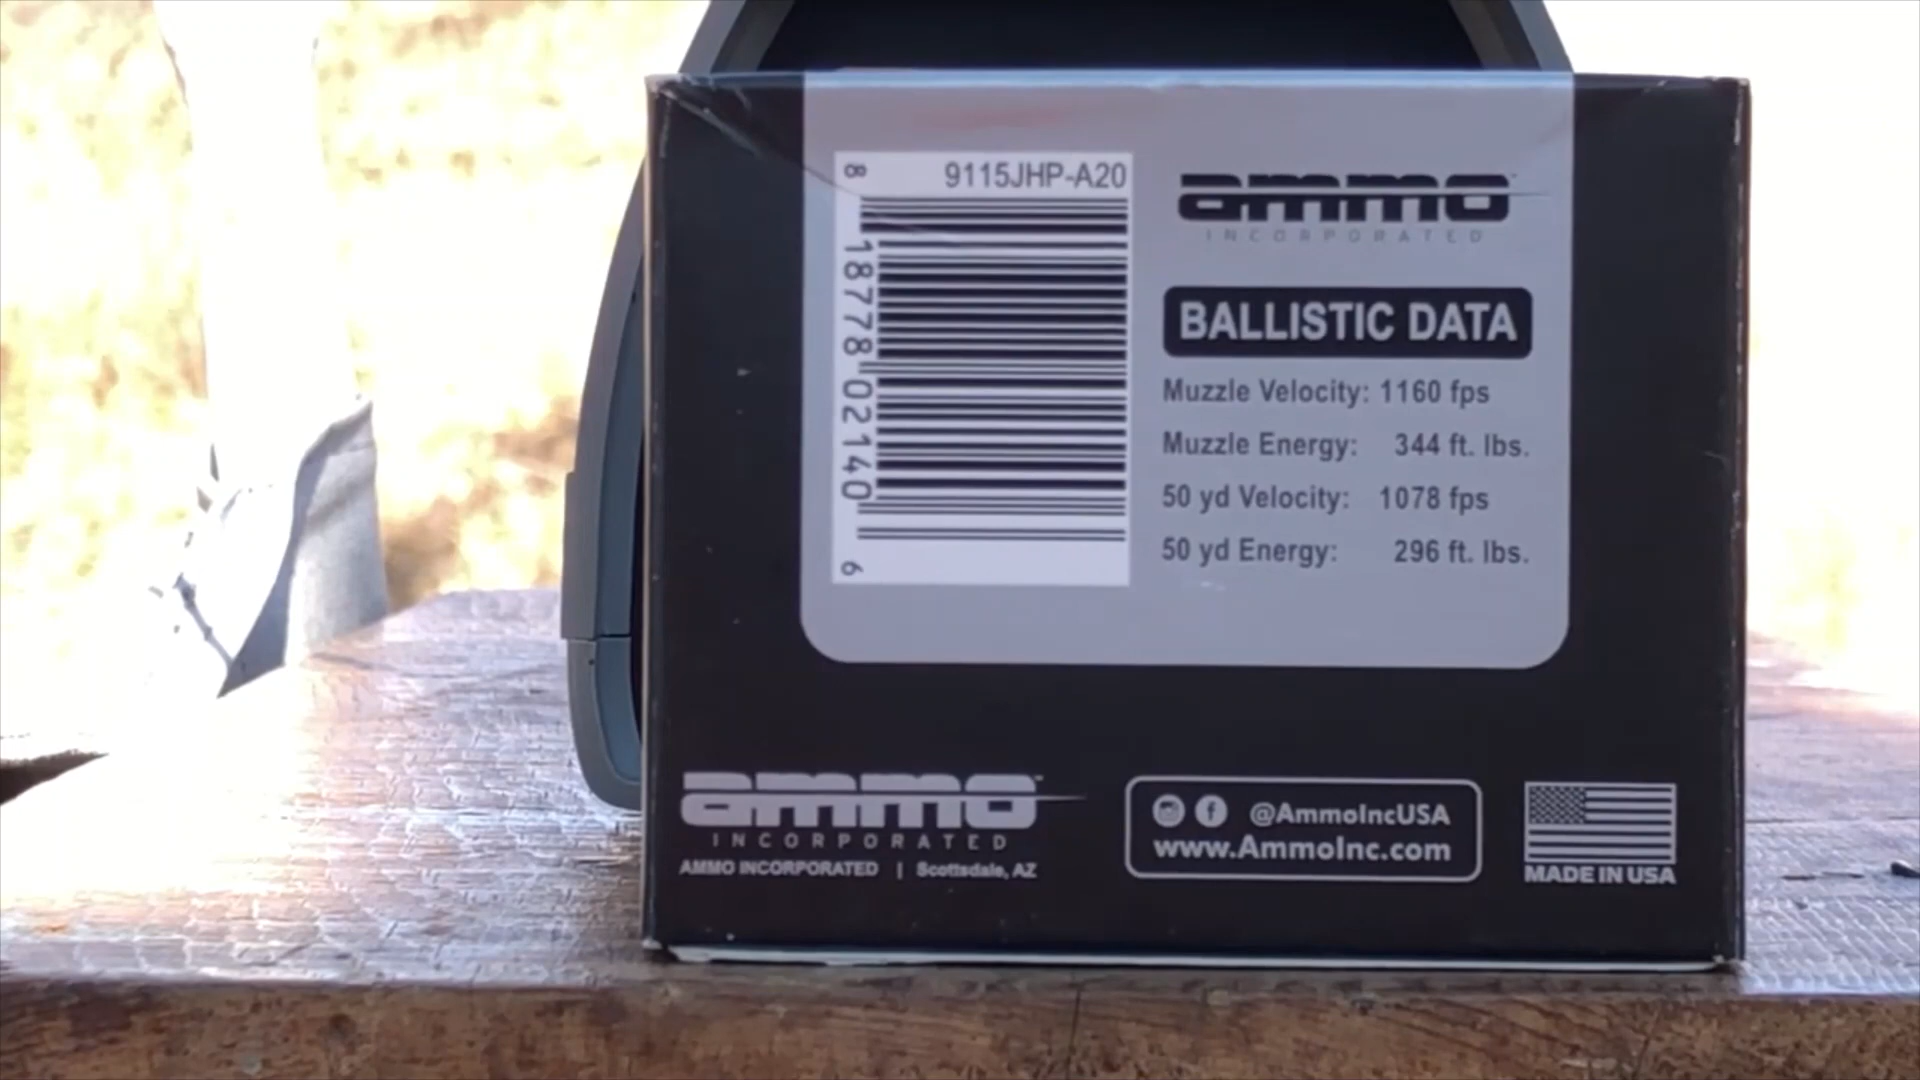 9115JHP-A20
8 18778 02140 6
ammo
INCORPORATED
BALLISTIC DATA
Muzzle Velocity: 1160 fps
Muzzle Energy: 344 ft. lbs.
50 yd Velocity: 1078 fps
50 yd Energy: 296 ft. lbs.
ammo
INCORPORATED
AMMO INCORPORATED | Scottsdale, AZ
@AmmoIncUSA
www.AmmoInc.com
MADE IN USA